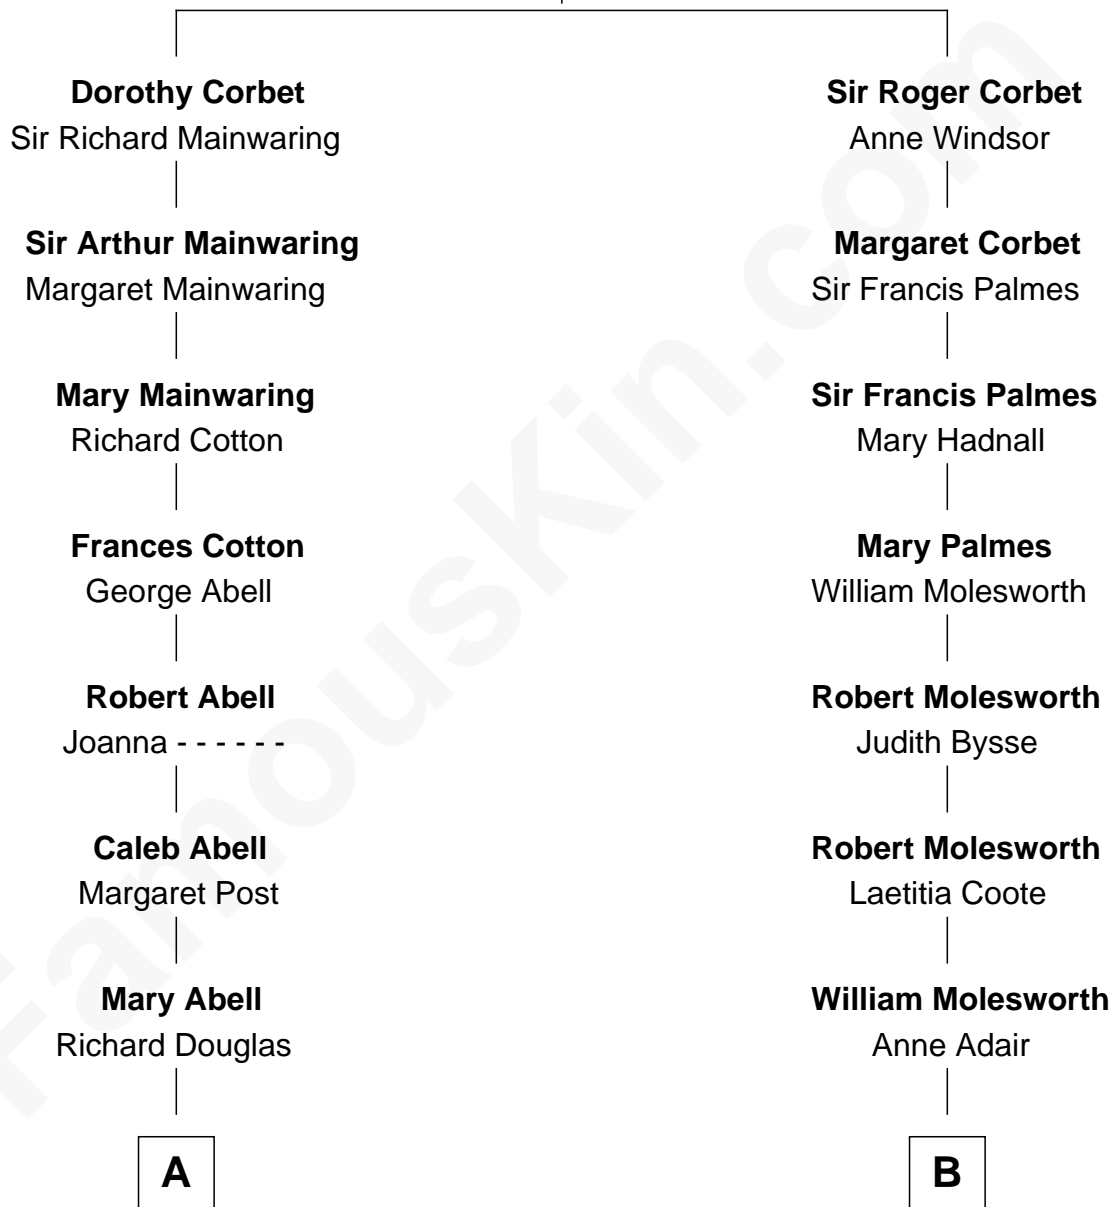 Dorothy Corbet
Sir Richard Mainwaring
Sir Arthur Mainwaring
Margaret Mainwaring
Mary Mainwaring
Richard Cotton
Frances Cotton
George Abell
Robert Abell
Joanna - - - - - -
Caleb Abell
Margaret Post
Mary Abell
Richard Douglas
A
Sir Roger Corbet
Anne Windsor
Margaret Corbet
Sir Francis Palmes
Sir Francis Palmes
Mary Hadnall
Mary Palmes
William Molesworth
Robert Molesworth
Judith Bysse
Robert Molesworth
Laetitia Coote
William Molesworth
Anne Adair
B
FamousKin.com